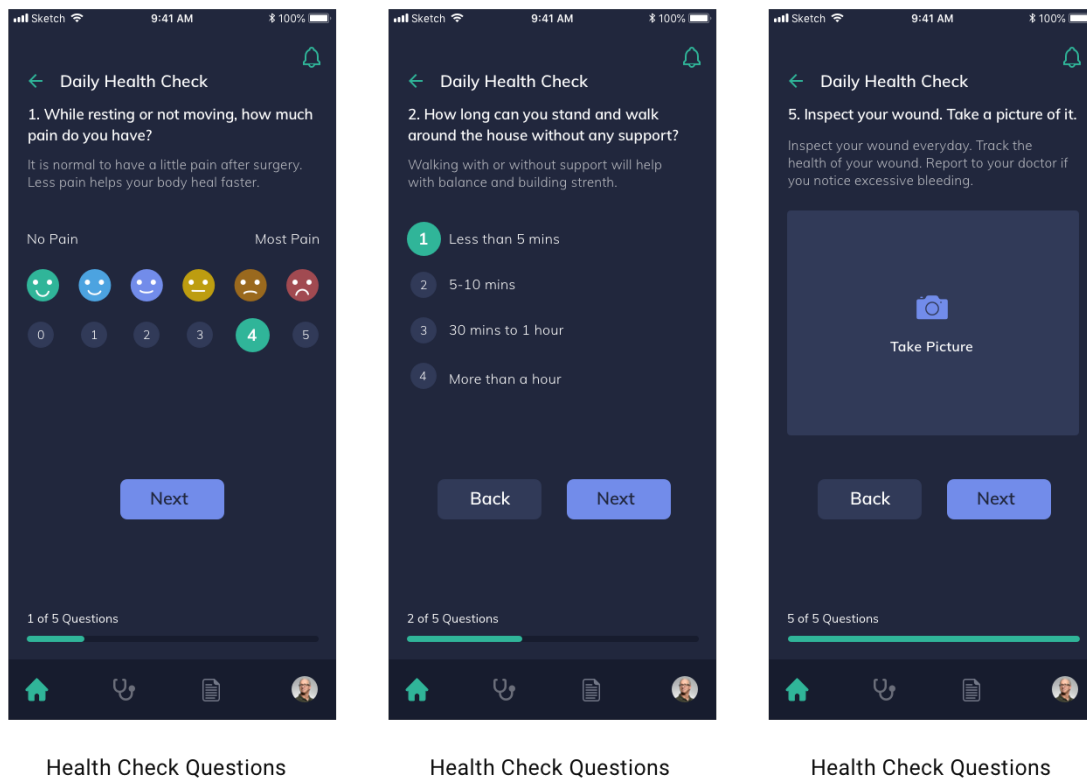 Sketch 9:41 AM 100%
Daily Health Check
1. While resting or not moving, how much
pain do you have?
It is normal to have a little pain after surgery.
Less pain helps your body heal faster.
No Pain Most Pain
0 1 2 3 4 5
Next
1 of 5 Questions
Health Check Questions
Sketch 9:41 AM 100%
Daily Health Check
2. How long can you stand and walk
around the house without any support?
Walking with or without support will help
with balance and building strenth.
1 Less than 5 mins
2 5-10 mins
3 30 mins to 1 hour
4 More than a hour
Back Next
2 of 5 Questions
Health Check Questions
Sketch 9:41 AM 100%
Daily Health Check
5. Inspect your wound. Take a picture of it.
Inspect your wound everyday. Track the
health of your wound. Report to your doctor if
you notice excessive bleeding.
Take Picture
Back Next
5 of 5 Questions
Health Check Questions